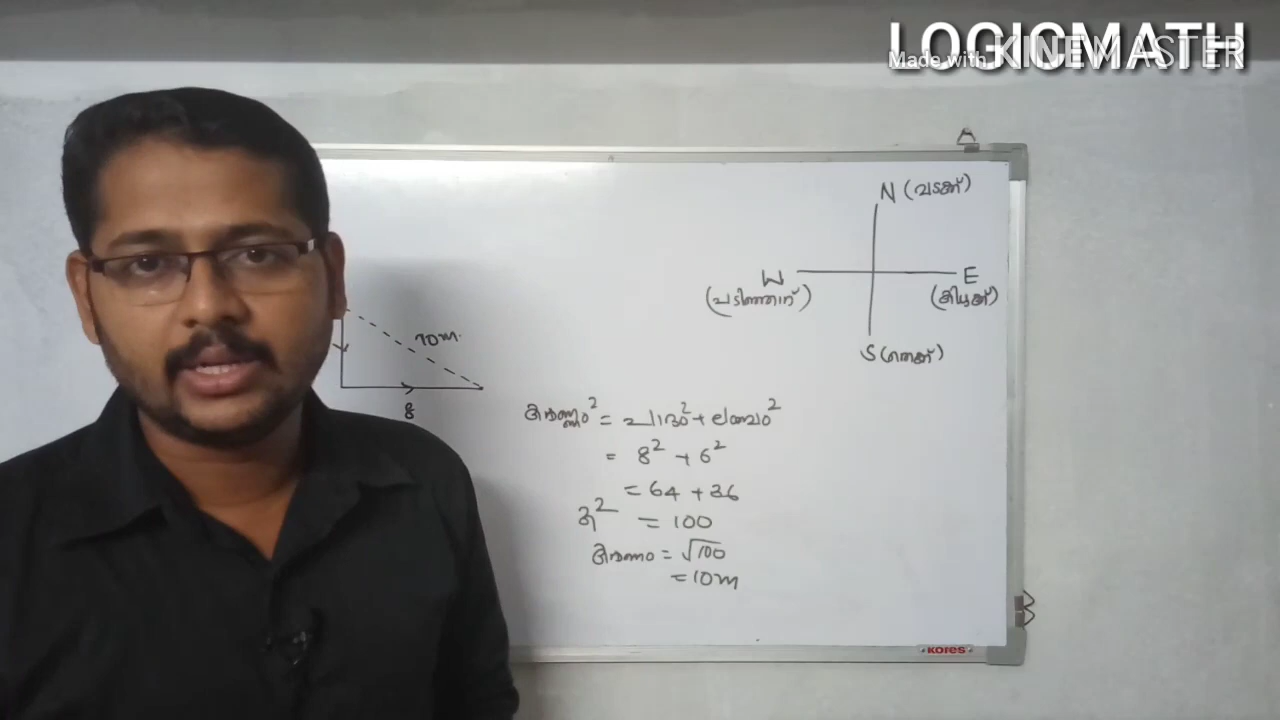 LOGICMATH
Made with KINEMASTER
N (വടക്ക്)
W
E
(പടിഞ്ഞാറ്)
(കിഴക്ക്)
S (തെക്ക്)
10m
8
കർണ്ണം² = പാദം² + ലംബം²
= 8² + 6²
= 64 + 36
ക² = 100
കർണ്ണം = √100
= 10m
KORES